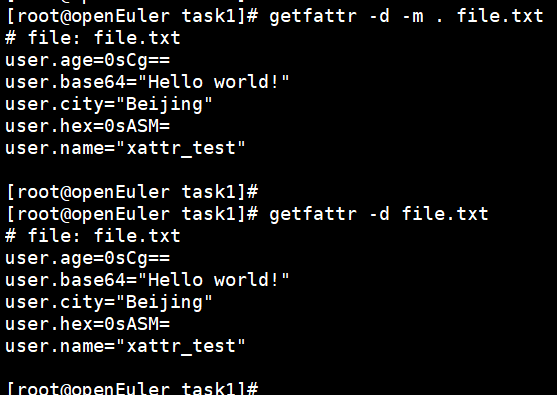 [root@openEuler task1]# getfattr -d -m . file.txt
# file: file.txt
user.age=0sCg==
user.base64="Hello world!"
user.city="Beijing"
user.hex=0sASM=
user.name="xattr_test"
[root@openEuler task1]#
[root@openEuler task1]# getfattr -d file.txt
# file: file.txt
user.age=0sCg==
user.base64="Hello world!"
user.city="Beijing"
user.hex=0sASM=
user.name="xattr_test"
[root@openEuler task1]#